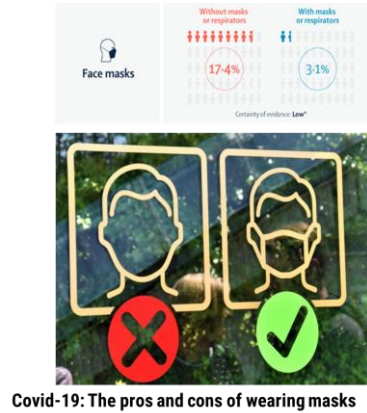 Without masks
or respirators
With masks
or respirators
Face masks
17·4%
3·1%
Certainty of evidence: Low*
Covid-19: The pros and cons of wearing masks